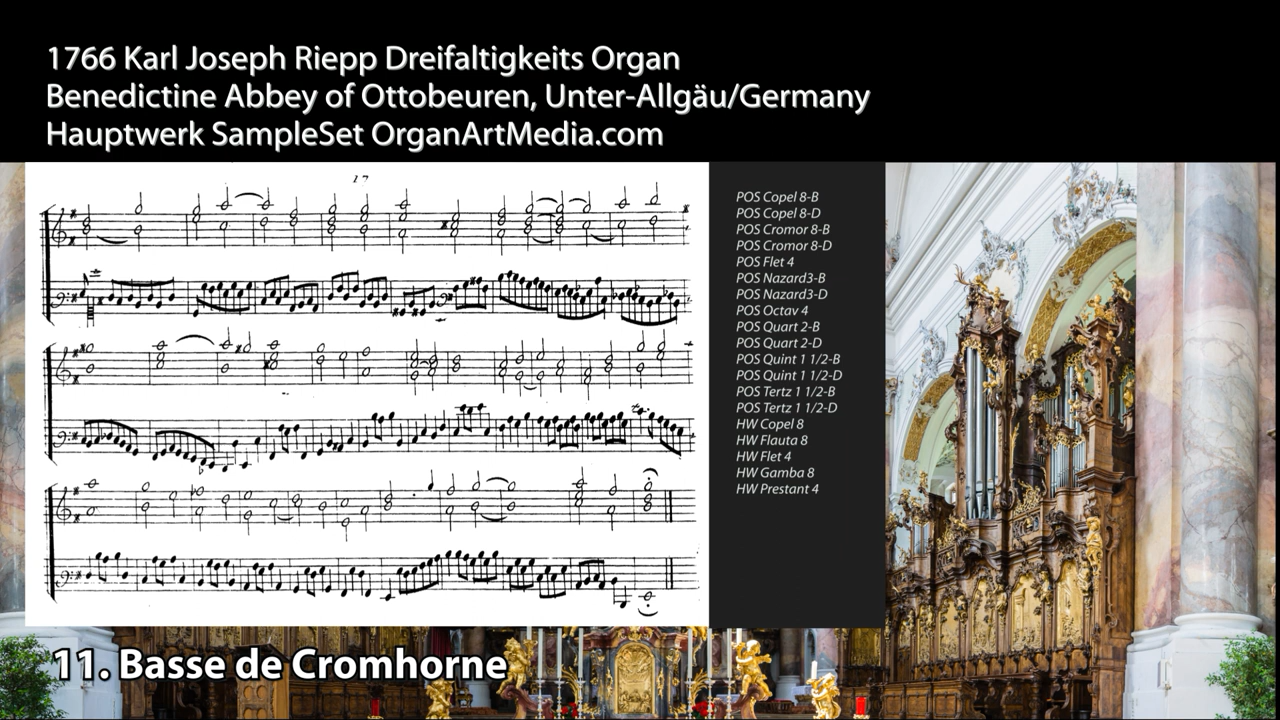 1766 Karl Joseph Riepp Dreifaltigkeits Organ
Benedictine Abbey of Ottobeuren, Unter-Allgäu/Germany
Hauptwerk SampleSet OrganArtMedia.com
17
POS Copel 8-B
POS Copel 8-D
POS Cromor 8-B
POS Cromor 8-D
POS Flet 4
POS Nazard3-B
POS Nazard3-D
POS Octav 4
POS Quart 2-B
POS Quart 2-D
POS Quint 1 1/2-B
POS Quint 1 1/2-D
POS Tertz 1 1/2-B
POS Tertz 1 1/2-D
HW Copel 8
HW Flauta 8
HW Flet 4
HW Gamba 8
HW Prestant 4
11. Basse de Cromhorne